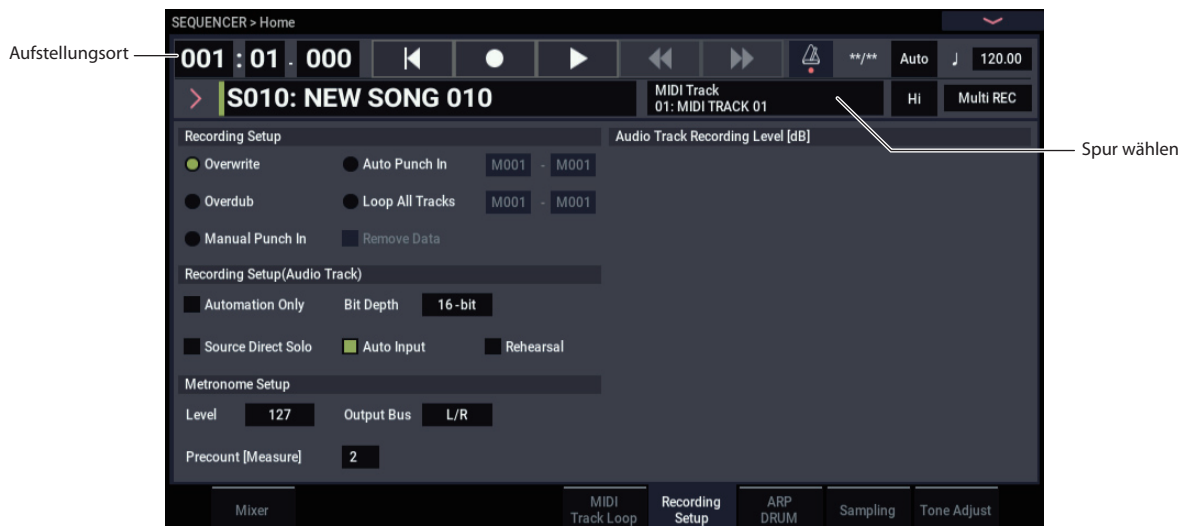 SEQUENCER > Home
Aufstellungsort
001 : 01 . 000
**/**
Auto
♩ 120.00
S010: NEW SONG 010
MIDI Track
01: MIDI TRACK 01
Hi
Multi REC
Spur wählen
Recording Setup
Audio Track Recording Level [dB]
Overwrite
Auto Punch In
M001 - M001
Overdub
Loop All Tracks
M001 - M001
Manual Punch In
Remove Data
Recording Setup(Audio Track)
Automation Only
Bit Depth
16-bit
Source Direct Solo
Auto Input
Rehearsal
Metronome Setup
Level
127
Output Bus
L/R
Precount [Measure]
2
Mixer
MIDI
Track Loop
Recording
Setup
ARP
DRUM
Sampling
Tone Adjust